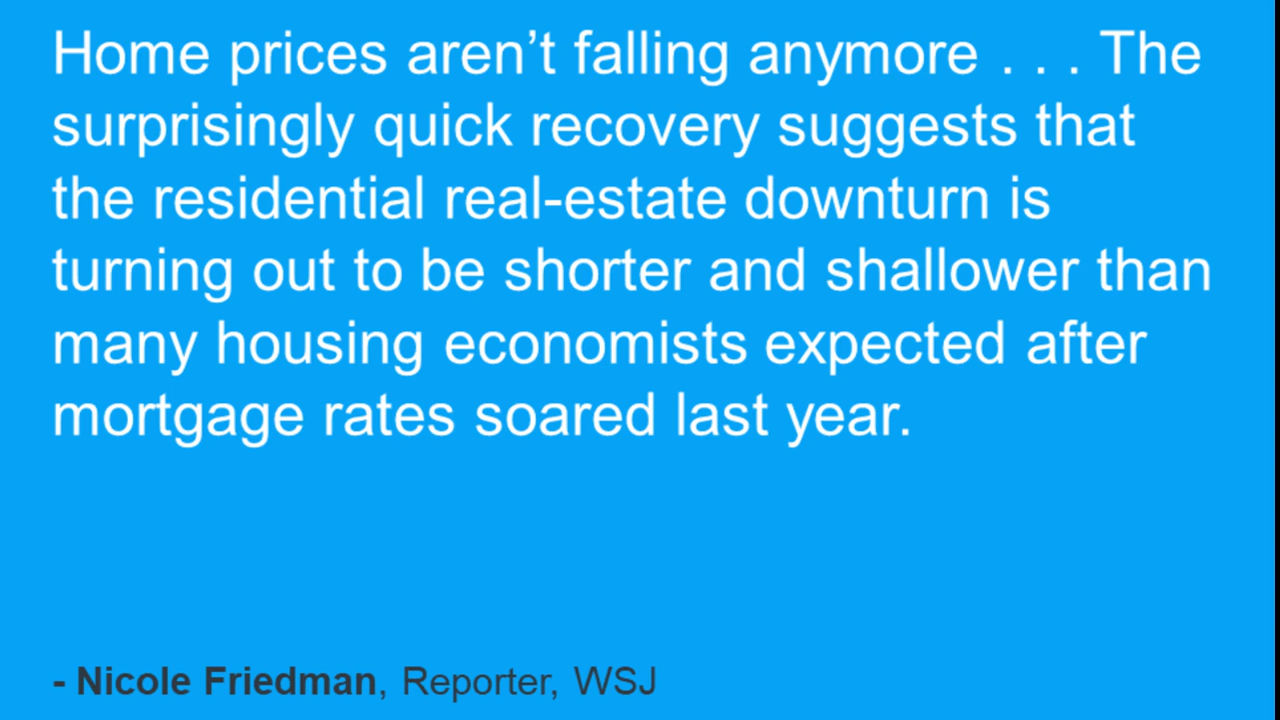 Home prices aren’t falling anymore . . . The
surprisingly quick recovery suggests that
the residential real-estate downturn is
turning out to be shorter and shallower than
many housing economists expected after
mortgage rates soared last year.
- Nicole Friedman, Reporter, WSJ